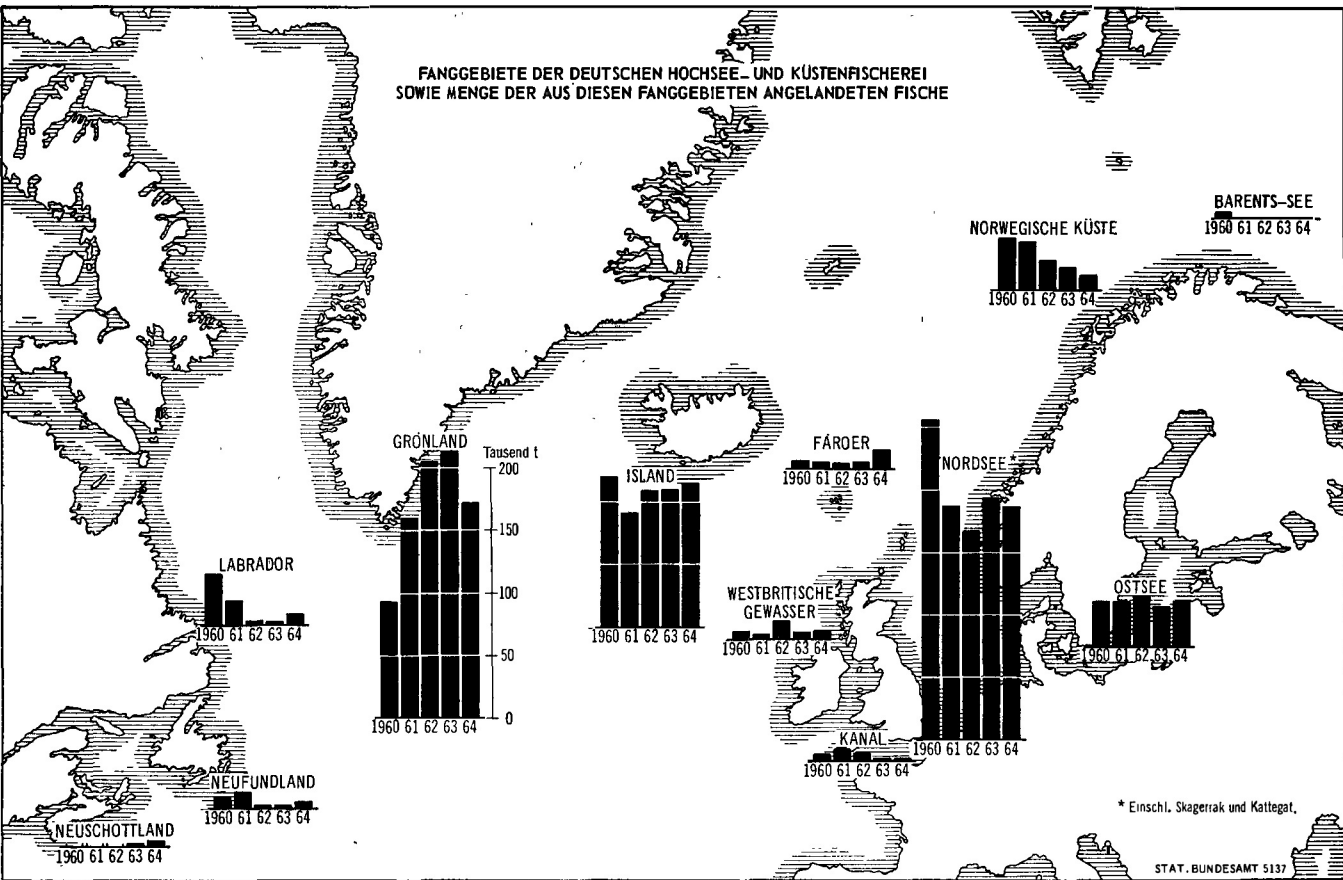 FANGGEBIETE DER DEUTSCHEN HOCHSEE- UND KÜSTENFISCHEREI
SOWIE MENGE DER AUS DIESEN FANGGEBIETEN ANGELANDETEN FISCHE
BARENTS-SEE
1960 61 62 63 64
NORWEGISCHE KÜSTE
1960 61 62 63 64
GRÖNLAND
Tausend t
200
150
100
50
0
1960 61 62 63 64
ISLAND
1960 61 62 63 64
FÄROER
1960 61 62 63 64
NORDSEE*
1960 61 62 63 64
LABRADOR
1960 61 62 63 64
WESTBRITISCHE
GEWÄSSER
1960 61 62 63 64
OSTSEE
1960 61 62 63 64
KANAL
1960 61 62 63 64
NEUFUNDLAND
1960 61 62 63 64
NEUSCHOTTLAND
1960 61 62 63 64
* Einschl. Skagerrak und Kattegat.
STAT. BUNDESAMT 5137